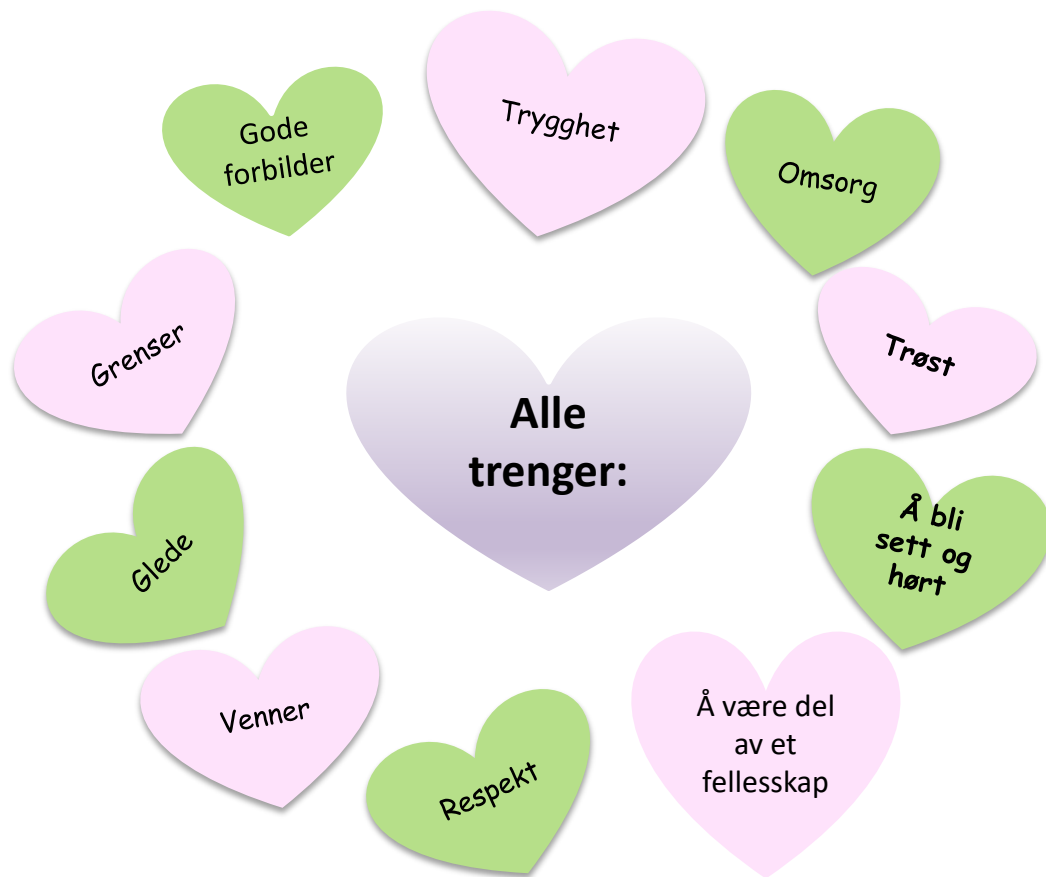 Alle
trenger:
Trygghet
Omsorg
Trøst
Å bli
sett og
hørt
Å være del
av et
fellesskap
Respekt
Venner
Glede
Grenser
Gode
forbilder